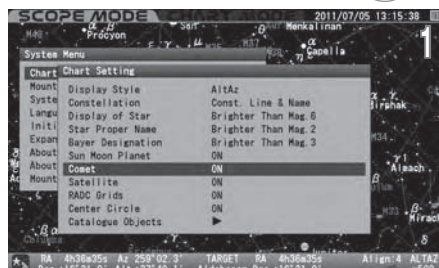 SCOPE MODE
2011/07/05 13:15:38
Procyon
Menkalinan
Capella
1
System Menu
Chart
Mount
Syste
Langu
Initi
Expan
About
About
Mount
Chart Setting
Display Style AltAz
Constellation Const. Line & Name
Display of Star Brighter Than Mag.6
Star Proper Name Brighter Than Mag.2
Bayer Designation Brighter Than Mag.3
Sun Moon Planet ON
Comet ON
Satellite ON
RADC Grids ON
Center Circle ON
Catalogue Objects ▶
M34
Almach
RA 4h36m35s Az 259°02.3' TARGET RA 4h36m35s Align:4 ALTAZ